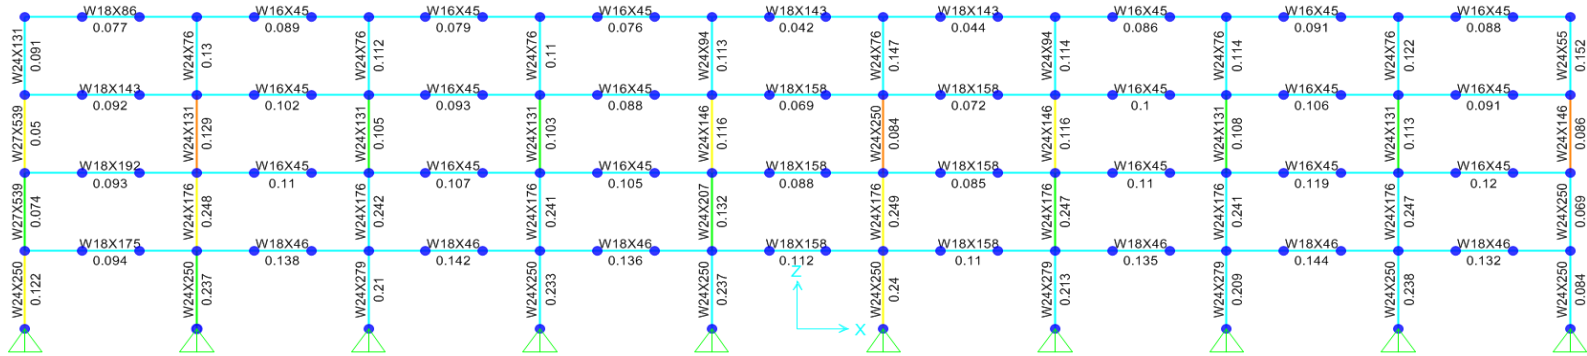 W18X86 W16X45 W16X45 W16X45 W18X143 W18X143 W16X45 W16X45 W16X45
0.077 0.089 0.079 0.076 0.042 0.044 0.086 0.091 0.088
W24X131 W24X76 W24X76 W24X76 W24X94 W24X76 W24X94 W24X76 W24X76 W24X55
0.091 0.13 0.112 0.11 0.113 0.147 0.114 0.114 0.122 0.152
W18X143 W16X45 W16X45 W16X45 W18X158 W18X158 W16X45 W16X45 W16X45
0.092 0.102 0.093 0.088 0.069 0.072 0.1 0.106 0.091
W27X539 W24X131 W24X131 W24X131 W24X146 W24X250 W24X146 W24X131 W24X131 W24X146
0.05 0.129 0.105 0.103 0.116 0.084 0.116 0.108 0.113 0.086
W18X192 W16X45 W16X45 W16X45 W18X158 W18X158 W16X45 W16X45 W16X45
0.093 0.11 0.107 0.105 0.088 0.085 0.11 0.119 0.12
W27X539 W24X176 W24X176 W24X176 W24X207 W24X176 W24X176 W24X176 W24X176 W24X250
0.074 0.248 0.242 0.241 0.132 0.249 0.247 0.241 0.247 0.069
W18X175 W18X46 W18X46 W18X46 W18X158 W18X158 W18X46 W18X46 W18X46
0.094 0.138 0.142 0.136 0.112 0.11 0.135 0.144 0.132
W24X250 W24X250 W24X279 W24X250 W24X250 W24X250 W24X279 W24X279 W24X250 W24X250
0.122 0.237 0.21 0.233 0.237 0.24 0.213 0.209 0.238 0.084
Z
X